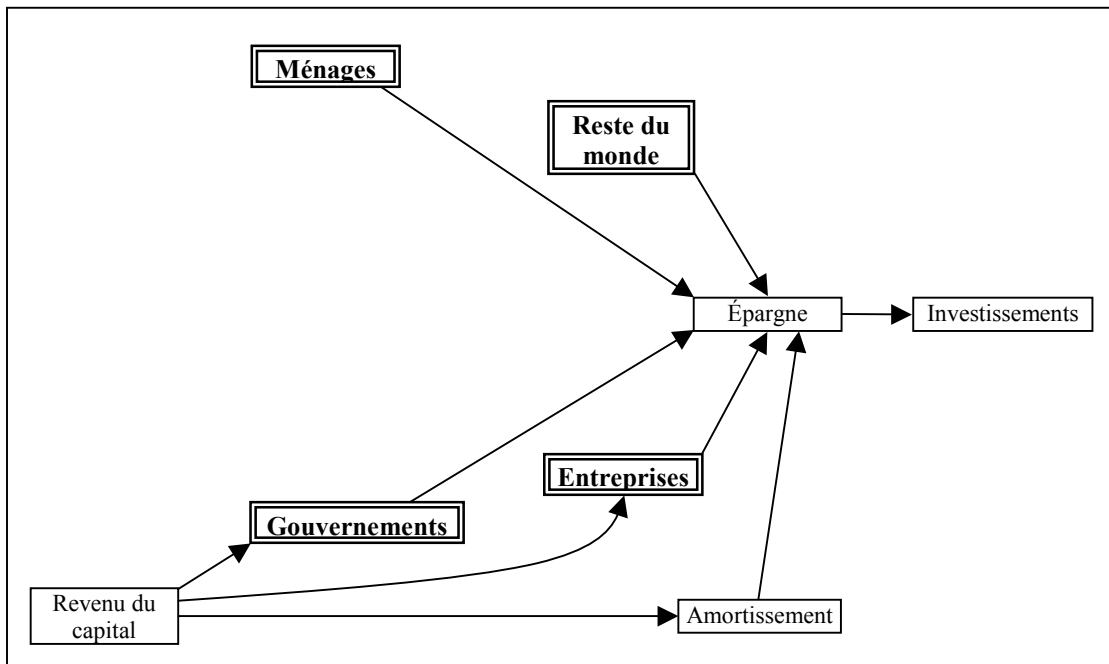 Ménages
Reste du
monde
Épargne
Investissements
Entreprises
Gouvernements
Revenu du
capital
Amortissement